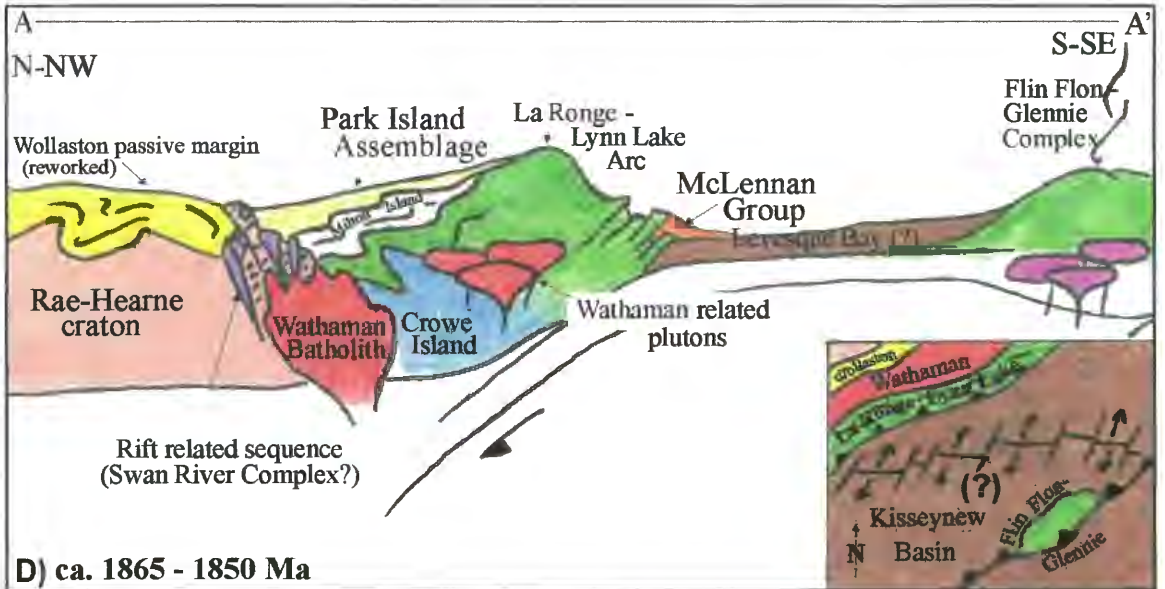 A
A'
N-NW
S-SE
Flin Flon-
Glennie
Complex
La Ronge -
Lynn Lake
Arc
Park Island
Assemblage
Wollaston passive margin
(reworked)
McLennan
Group
Milton Island
Levesque Bay (?)
Rae-Hearne
craton
Wathaman
Batholith
Crowe
Island
Wathaman related
plutons
Rift related sequence
(Swan River Complex?)
Wathaman
(?)
Kisseynew
Basin
N
Flin Flon-
Glennie
D) ca. 1865 - 1850 Ma